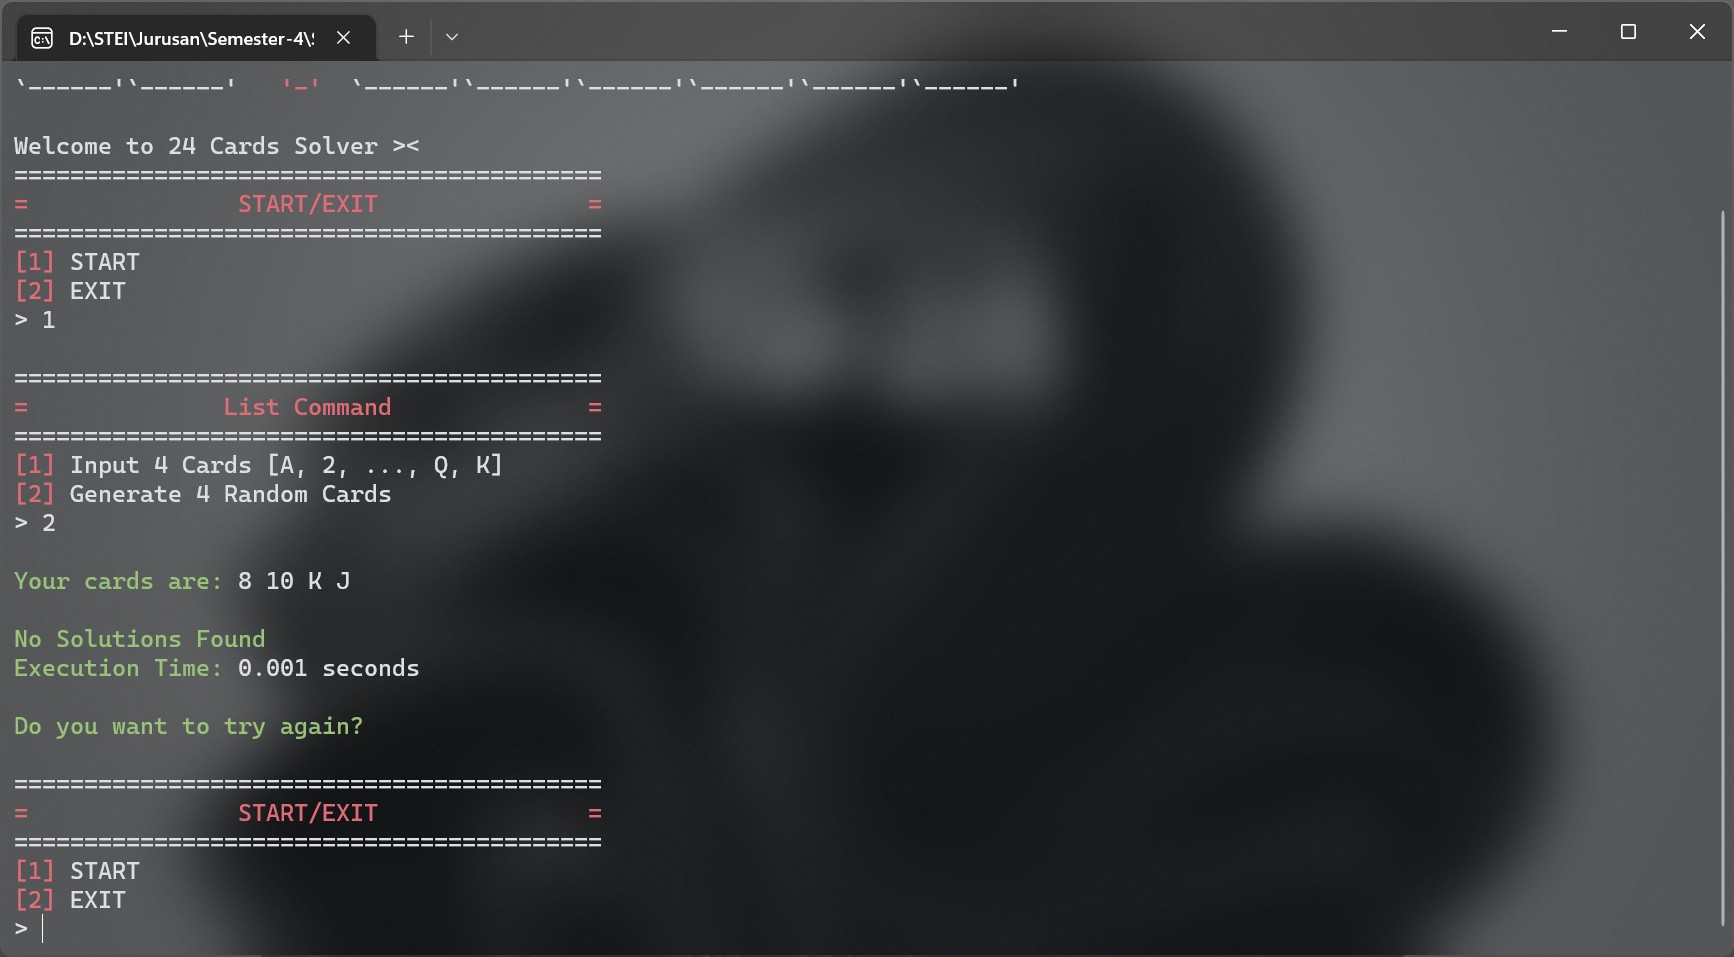 D:\STEI\Jurusan\Semester-4\
Welcome to 24 Cards Solver ><
==========================================
= START/EXIT =
==========================================
[1] START
[2] EXIT
> 1
==========================================
= List Command =
==========================================
[1] Input 4 Cards [A, 2, ..., Q, K]
[2] Generate 4 Random Cards
> 2
Your cards are: 8 10 K J
No Solutions Found
Execution Time: 0.001 seconds
Do you want to try again?
==========================================
= START/EXIT =
==========================================
[1] START
[2] EXIT
>